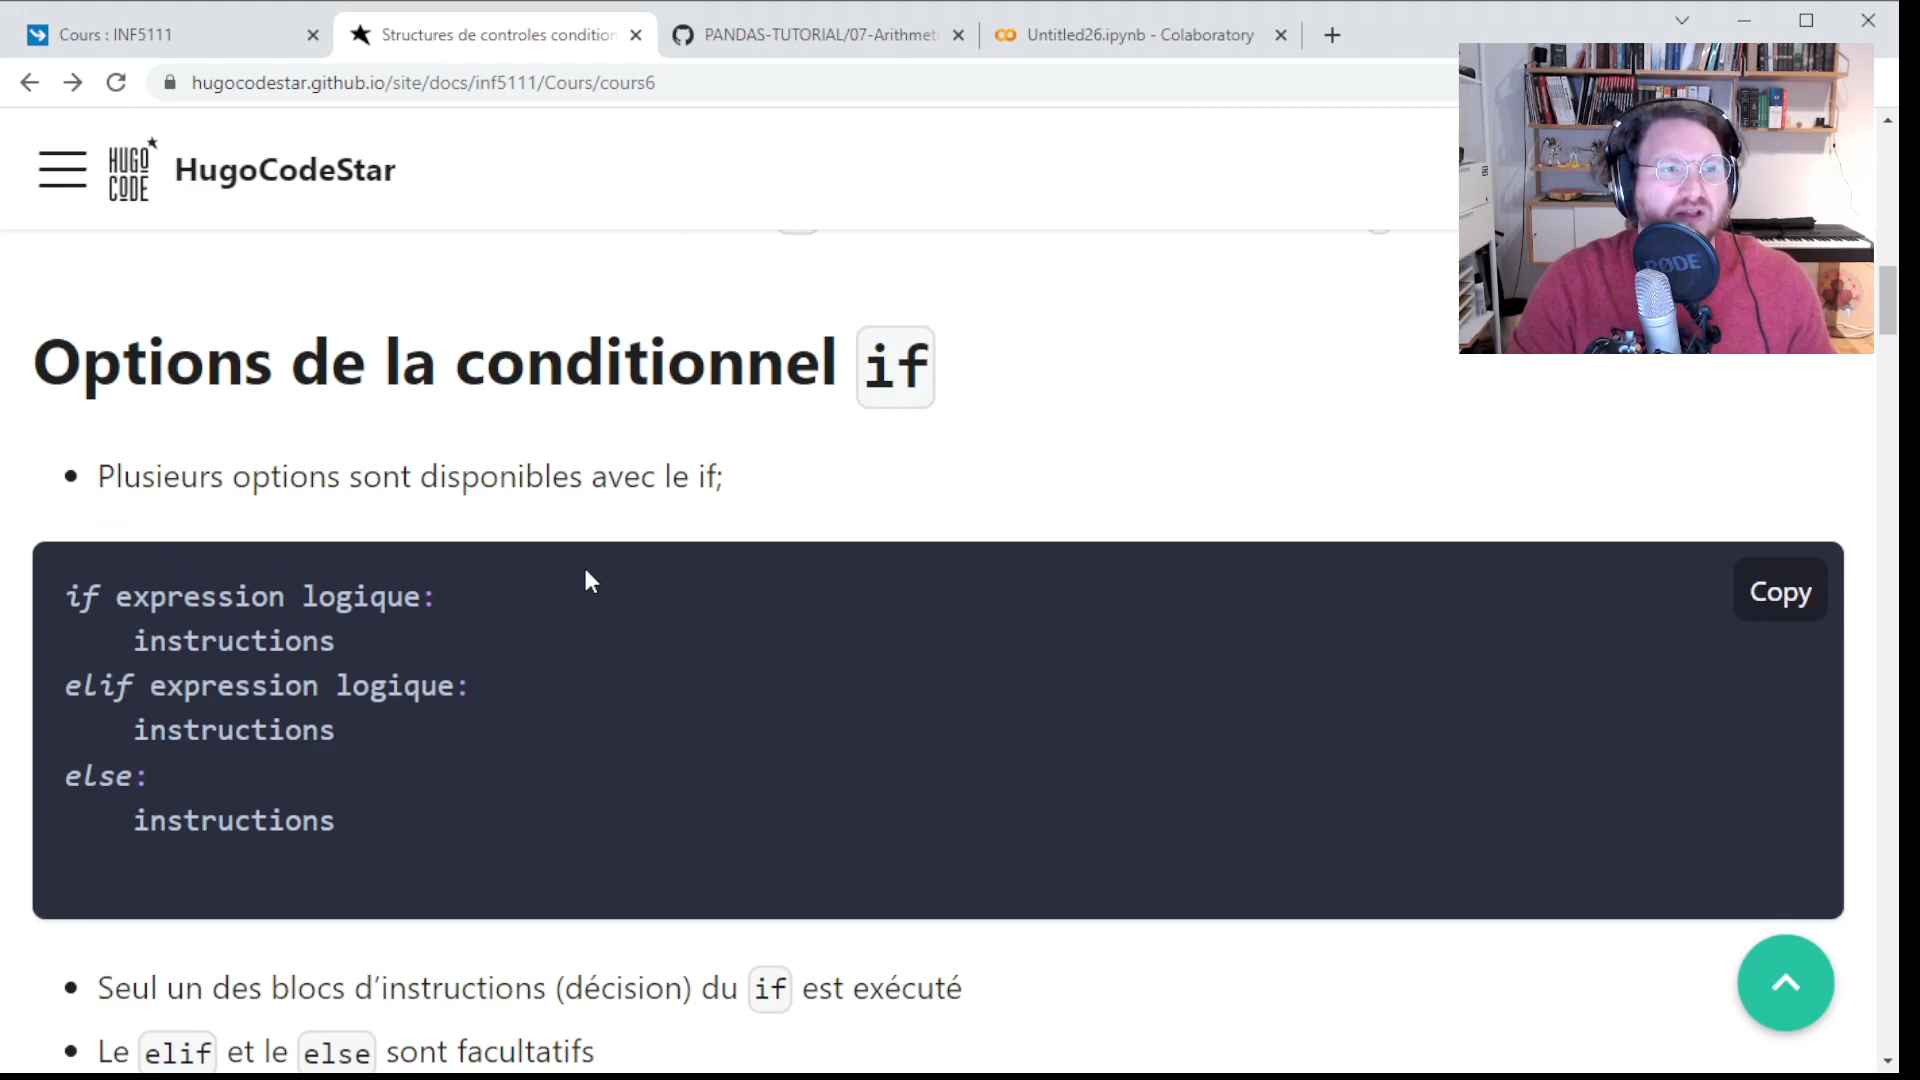 Cours : INF5111
Structures de controles condition
PANDAS-TUTORIAL/07-Arithmeti
Untitled26.ipynb - Colaboratory
hugocodestar.github.io/site/docs/inf5111/Cours/cours6
HUGO
CODE
HugoCodeStar
RØDE
Options de la conditionnel if
Plusieurs options sont disponibles avec le if;
Copy
if expression logique:
instructions
elif expression logique:
instructions
else:
instructions
Seul un des blocs d’instructions (décision) du if est exécuté
Le elif et le else sont facultatifs